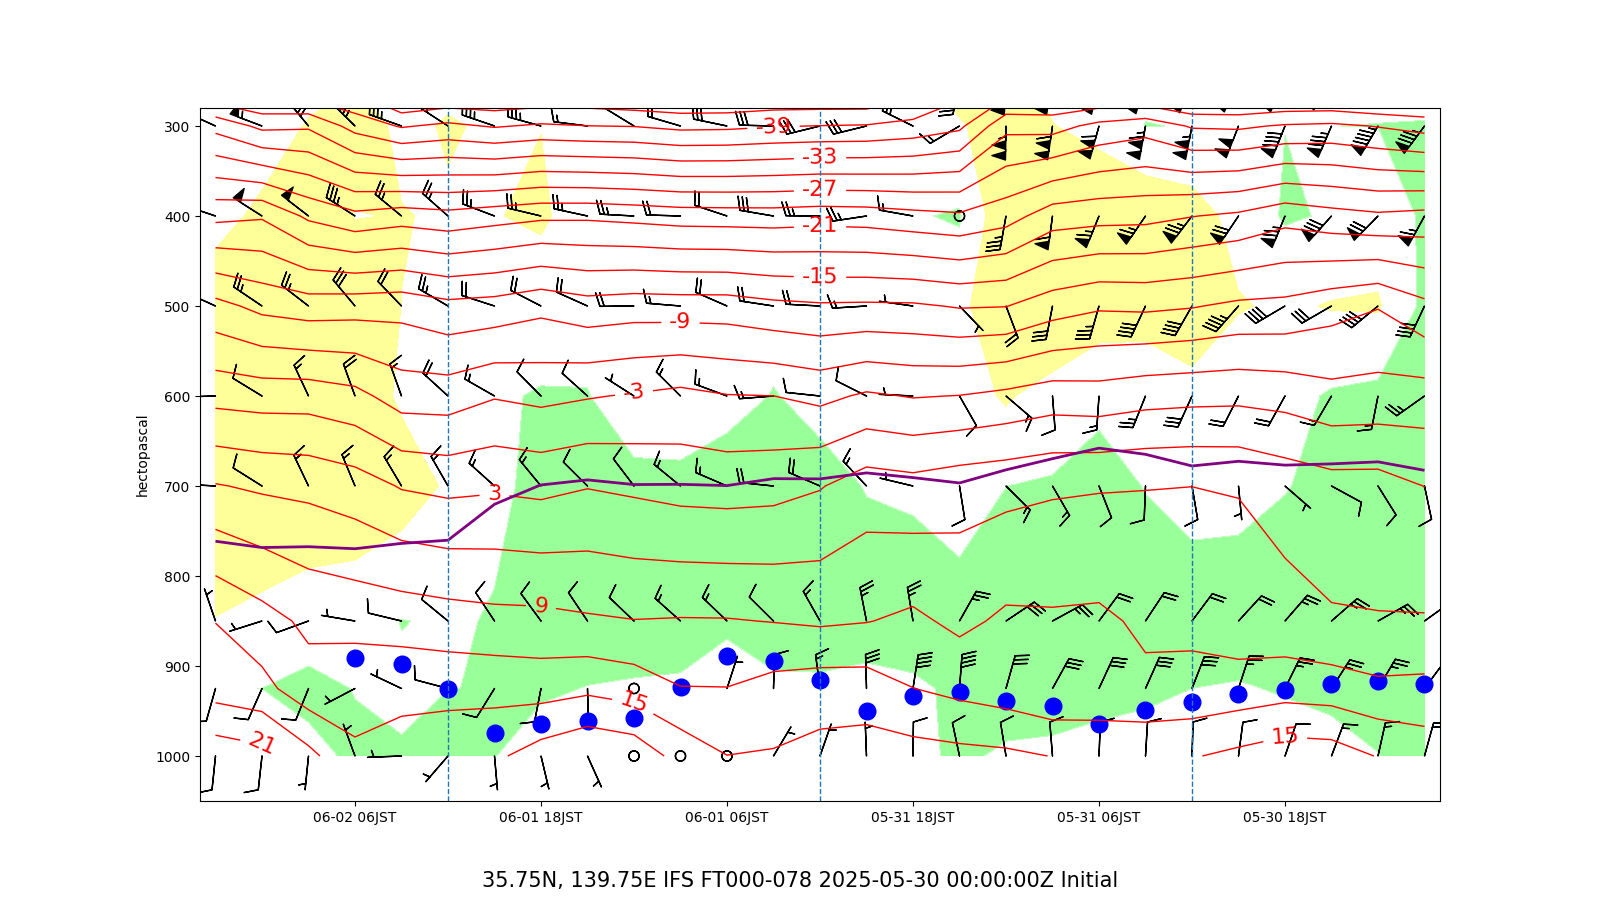 300
400
500
600
700
800
900
1000
hectopascal
-39
-33
-27
-21
-15
-9
-3
3
9
15
21
15
06-02 06JST
06-01 18JST
06-01 06JST
05-31 18JST
05-31 06JST
05-30 18JST
35.75N, 139.75E IFS FT000-078 2025-05-30 00:00:00Z Initial